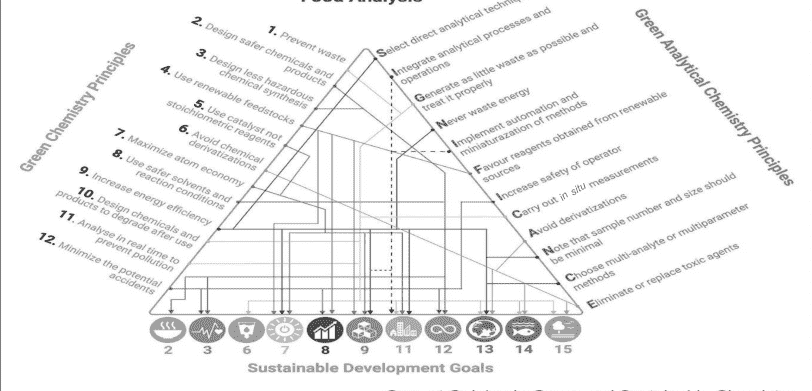 Food Analysis
Green Chemistry Principles
1. Prevent waste
2. Design safer chemicals and
products
3. Design less hazardous
chemical synthesis
4. Use renewable feedstocks
5. Use catalyst not
stoichiometric reagents
6. Avoid chemical
derivatizations
7. Maximize atom economy
8. Use safer solvents and
reaction conditions
9. Increase energy efficiency
10. Design chemicals and
products to degrade after use
11. Analyse in real time to
prevent pollution
12. Minimize the potential
accidents
Green Analytical Chemistry Principles
Select direct analytical
Integrate analytical processes and
operations
Generate as little waste as possible and
treat it properly
Never waste energy
Implement automation and
miniaturazation of methods
Favour reagents obtained from renewable
sources
Increase safety of operator
Carry out in situ measurements
Avoid derivatizations
Note that sample number and size should
be minimal
Choose multi-analyte or multiparameter
methods
Eliminate or replace toxic agents
2 3 6 7 8 9 11 12 13 14 15
Sustainable Development Goals